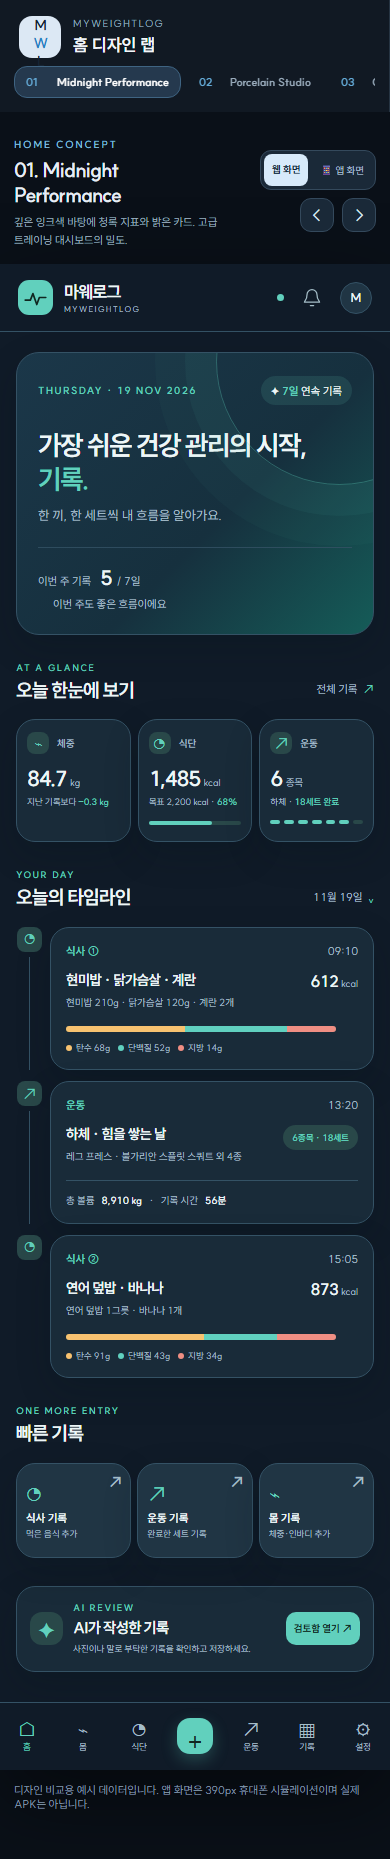 M
W
MYWEIGHTLOG
홈 디자인 랩
01 Midnight Performance 02 Porcelain Studio 03
HOME CONCEPT
01. Midnight
Performance
깊은 잉크색 바탕에 청록 지표와 밝은 카드. 고급
트레이닝 대시보드의 밀도.
웹 화면 앱 화면
마웨로그
MYWEIGHTLOG
M
THURSDAY · 19 NOV 2026
✦ 7일 연속 기록
가장 쉬운 건강 관리의 시작,
기록.
한 끼, 한 세트씩 내 흐름을 알아가요.
이번 주 기록 5 / 7일
이번 주도 좋은 흐름이에요
AT A GLANCE
오늘 한눈에 보기
전체 기록 ↗
체중
84.7 kg
지난 기록보다 −0.3 kg
식단
1,485 kcal
목표 2,200 kcal · 68%
운동
6 종목
하체 · 18세트 완료
YOUR DAY
오늘의 타임라인
11월 19일
식사 ① 09:10
현미밥 · 닭가슴살 · 계란 612 kcal
현미밥 210g · 닭가슴살 120g · 계란 2개
탄수 68g 단백질 52g 지방 14g
운동 13:20
하체 · 힘을 쌓는 날 6종목 · 18세트
레그 프레스 · 불가리안 스플릿 스쿼트 외 4종
총 볼륨 8,910 kg · 기록 시간 56분
식사 ② 15:05
연어 덮밥 · 바나나 873 kcal
연어 덮밥 1그릇 · 바나나 1개
탄수 91g 단백질 43g 지방 34g
ONE MORE ENTRY
빠른 기록
식사 기록
먹은 음식 추가
운동 기록
완료한 세트 기록
몸 기록
체중·인바디 추가
AI REVIEW
AI가 작성한 기록
사진이나 말로 부탁한 기록을 확인하고 저장하세요.
검토함 열기 ↗
홈 몸 식단 + 운동 기록 설정
디자인 비교용 예시 데이터입니다. 앱 화면은 390px 휴대폰 시뮬레이션이며 실제
APK는 아닙니다.